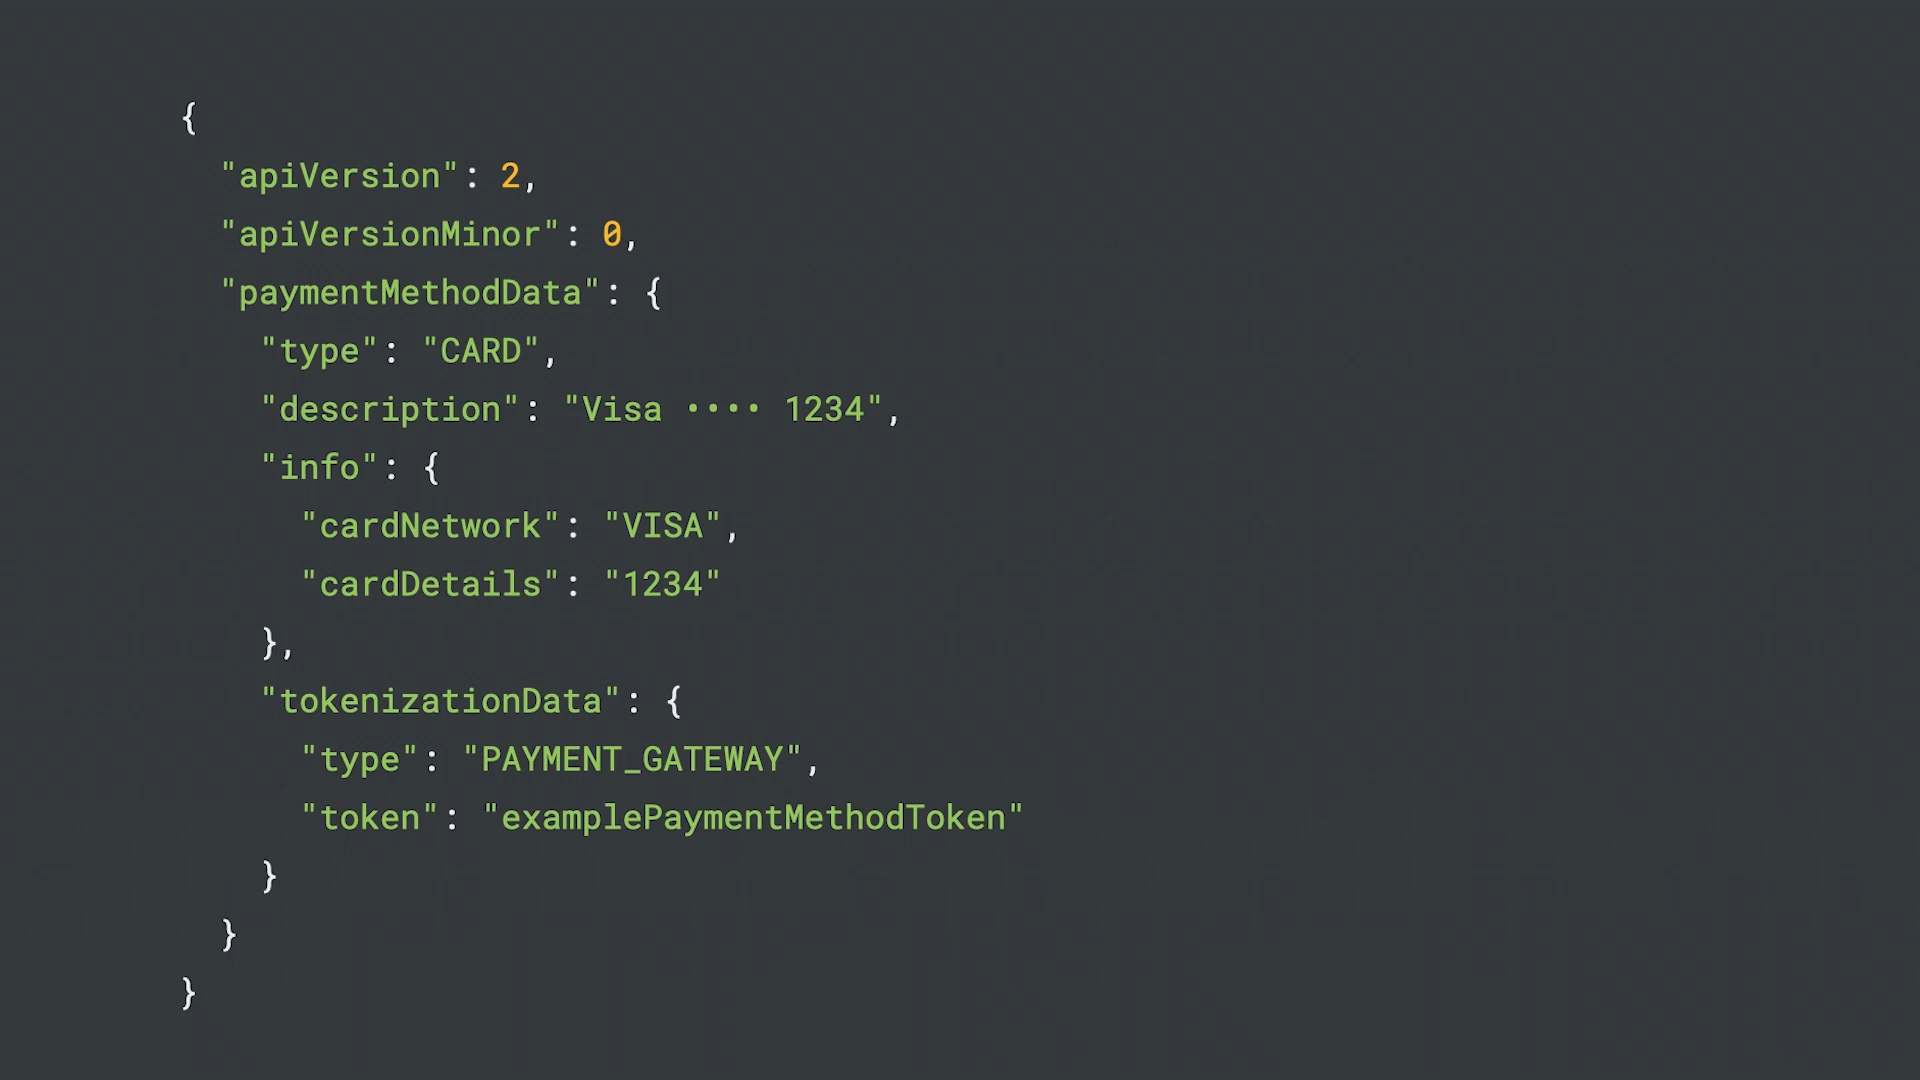 {
  "apiVersion": 2,
  "apiVersionMinor": 0,
  "paymentMethodData": {
    "type": "CARD",
    "description": "Visa •••• 1234",
    "info": {
      "cardNetwork": "VISA",
      "cardDetails": "1234"
    },
    "tokenizationData": {
      "type": "PAYMENT_GATEWAY",
      "token": "examplePaymentMethodToken"
    }
  }
}